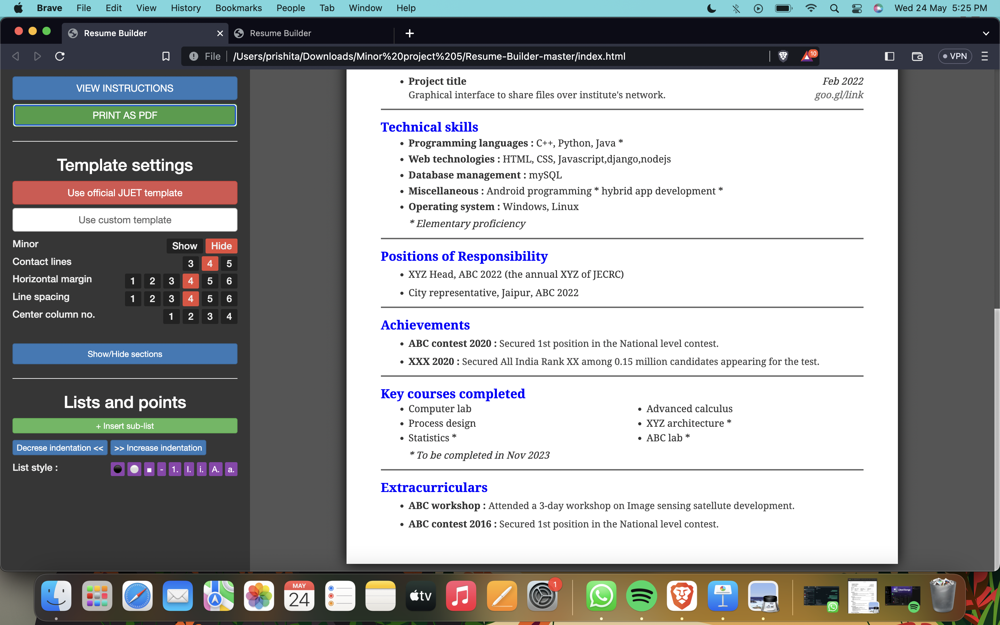 Brave File Edit View History Bookmarks People Tab Window Help Wed 24 May 5:25 PM
Resume Builder Resume Builder
File /Users/prishita/Downloads/Minor%20project%205/Resume-Builder-master/index.html 10 VPN
VIEW INSTRUCTIONS
PRINT AS PDF
Template settings
Use official JUET template
Use custom template
Minor Show Hide
Contact lines 3 4 5
Horizontal margin 1 2 3 4 5 6
Line spacing 1 2 3 4 5 6
Center column no. 1 2 3 4
Show/Hide sections
Lists and points
+ Insert sub-list
Decrese indentation << >> Increase indentation
List style : - 1. I. i. A. a.
• Project title Feb 2022
Graphical interface to share files over institute's network. goo.gl/link
Technical skills
• Programming languages : C++, Python, Java *
• Web technologies : HTML, CSS, Javascript,django,nodejs
• Database management : mySQL
• Miscellaneous : Android programming * hybrid app development *
• Operating system : Windows, Linux
* Elementary proficiency
Positions of Responsibility
• XYZ Head, ABC 2022 (the annual XYZ of JECRC)
• City representative, Jaipur, ABC 2022
Achievements
• ABC contest 2020 : Secured 1st position in the National level contest.
• XXX 2020 : Secured All India Rank XX among 0.15 million candidates appearing for the test.
Key courses completed
• Computer lab • Advanced calculus
• Process design • XYZ architecture *
• Statistics * • ABC lab *
* To be completed in Nov 2023
Extracurriculars
• ABC workshop : Attended a 3-day workshop on Image sensing satellute development.
• ABC contest 2016 : Secured 1st position in the National level contest.
MAY
24
tv
1
Liked Songs